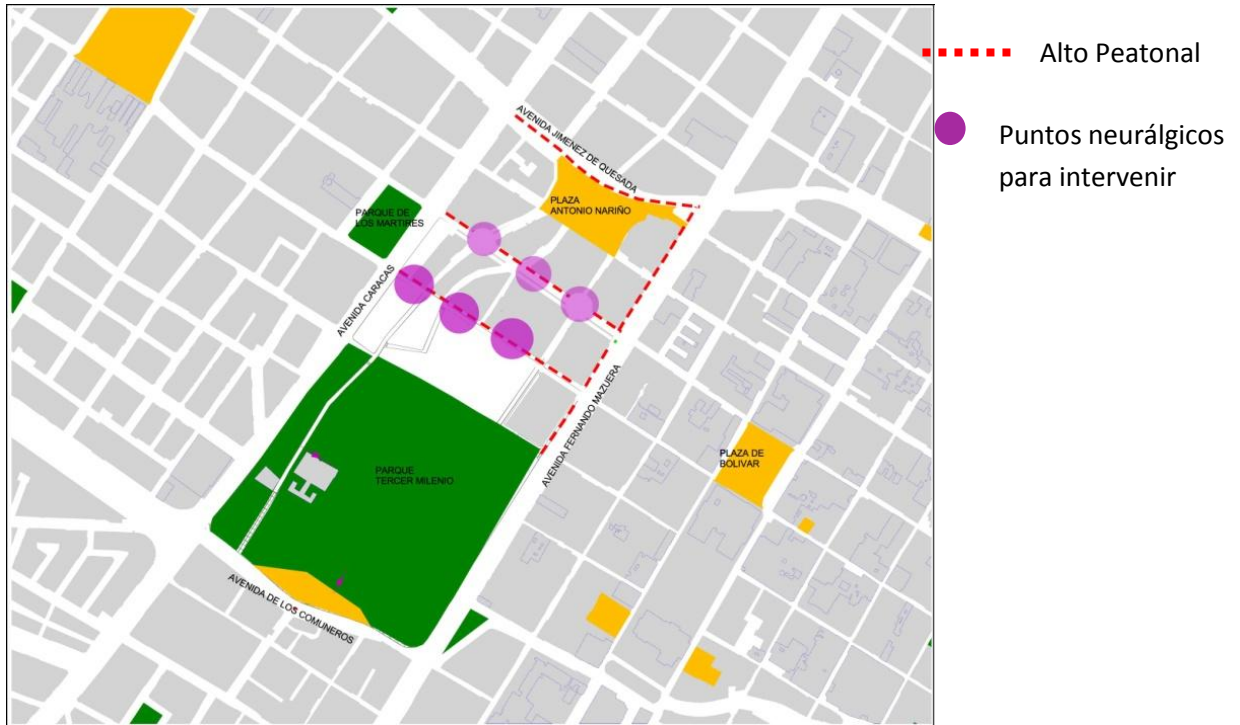 Alto Peatonal
Puntos neurálgicos
para intervenir
AVENIDA JIMENEZ DE QUESADA
PLAZA
ANTONIO NARIÑO
PARQUE DE
LOS MARTIRES
AVENIDA CARACAS
AVENIDA FERNANDO MAZUERA
PLAZA DE
BOLIVAR
PARQUE
TERCER MILENIO
AVENIDA DE LOS COMUNEROS